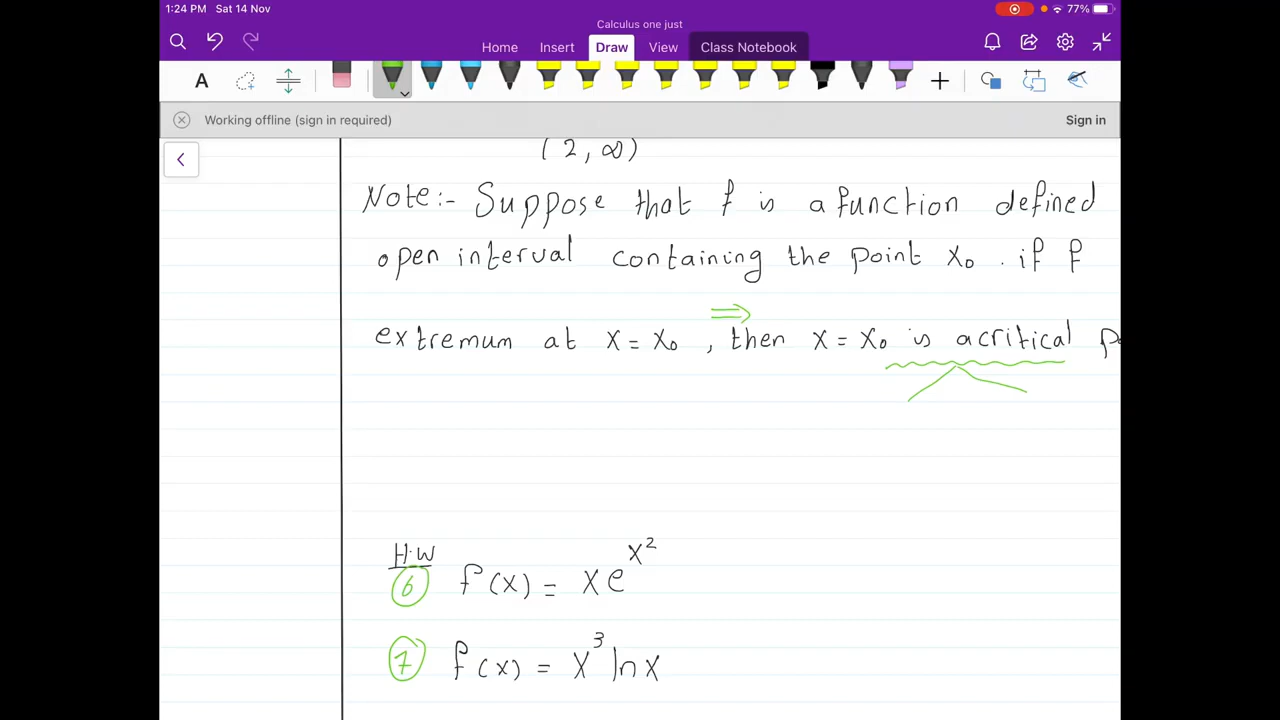 1:24 PM Sat 14 Nov
77%
Calculus one just
Home Insert Draw View Class Notebook
A
Working offline (sign in required) Sign in
(2, ∞)
Note:- Suppose that f is a function defined
open interval containing the point x₀ . if f
⇒
extremum at x = x₀ , then x = x₀ is a critical
H.W
6 f(x) = xe^x²
7 f(x) = x³ ln x